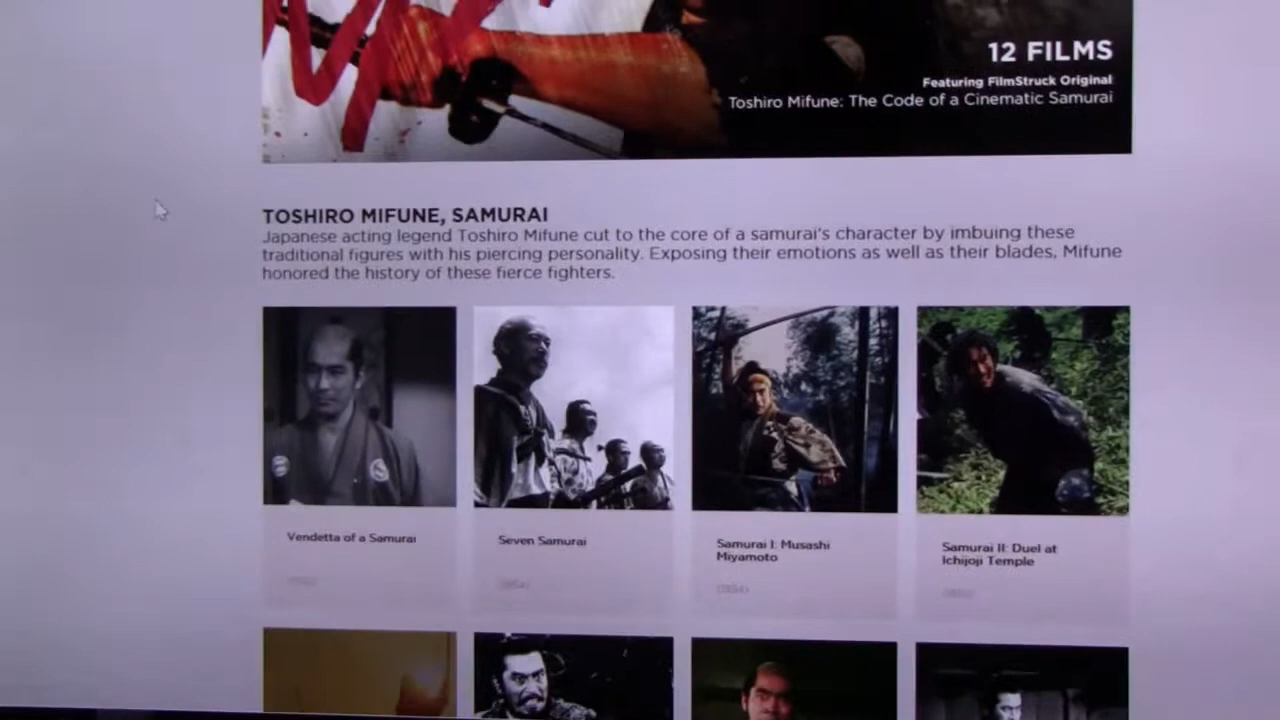 12 FILMS
Featuring FilmStruck Original
Toshiro Mifune: The Code of a Cinematic Samurai
TOSHIRO MIFUNE, SAMURAI
Japanese acting legend Toshiro Mifune cut to the core of a samurai's character by imbuing these
traditional figures with his piercing personality. Exposing their emotions as well as their blades, Mifune
honored the history of these fierce fighters.
Vendetta of a Samurai
Seven Samurai
(1954)
Samurai I: Musashi
Miyamoto
(1954)
Samurai II: Duel at
Ichijoji Temple